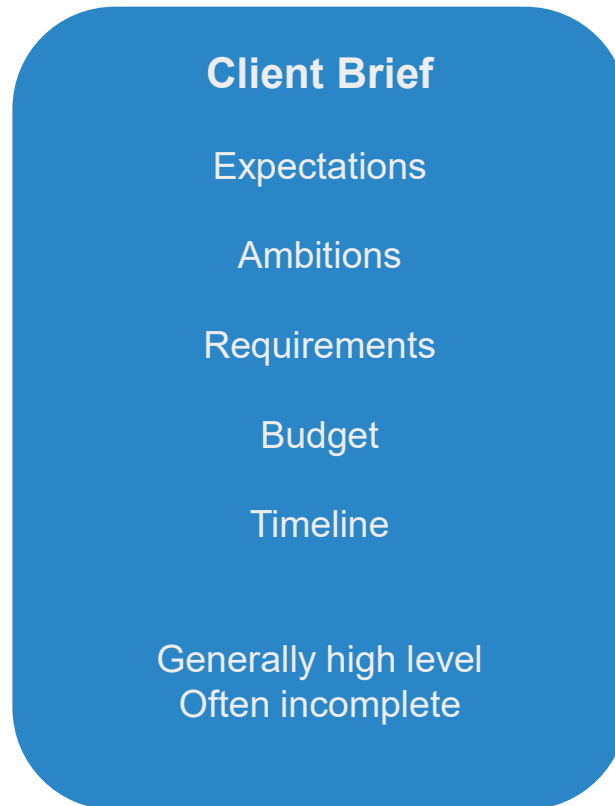 Client Brief
Expectations
Ambitions
Requirements
Budget
Timeline
Generally high level
Often incomplete